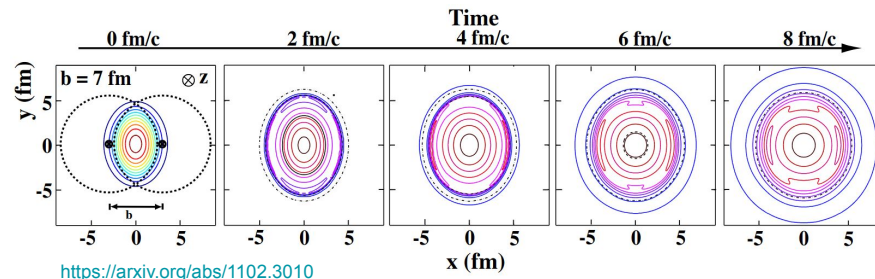 Time
0 fm/c 2 fm/c 4 fm/c 6 fm/c 8 fm/c
b = 7 fm ⊗ z
y (fm)
5
0
-5
b
-5 0 5 -5 0 5 -5 0 5 -5 0 5 -5 0 5
x (fm)
https://arxiv.org/abs/1102.3010